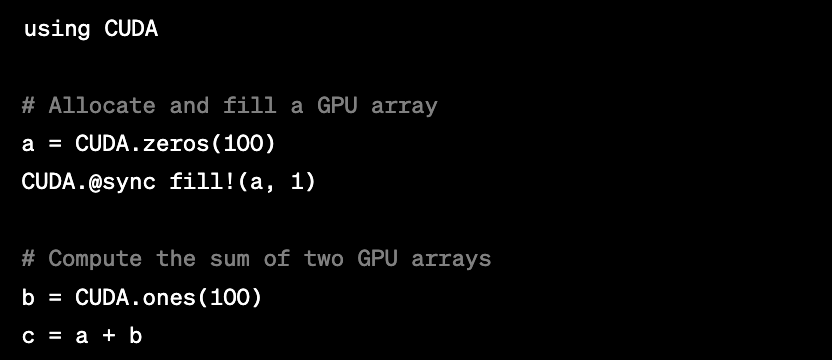 using CUDA
# Allocate and fill a GPU array
a = CUDA.zeros(100)
CUDA.@sync fill!(a, 1)
# Compute the sum of two GPU arrays
b = CUDA.ones(100)
c = a + b